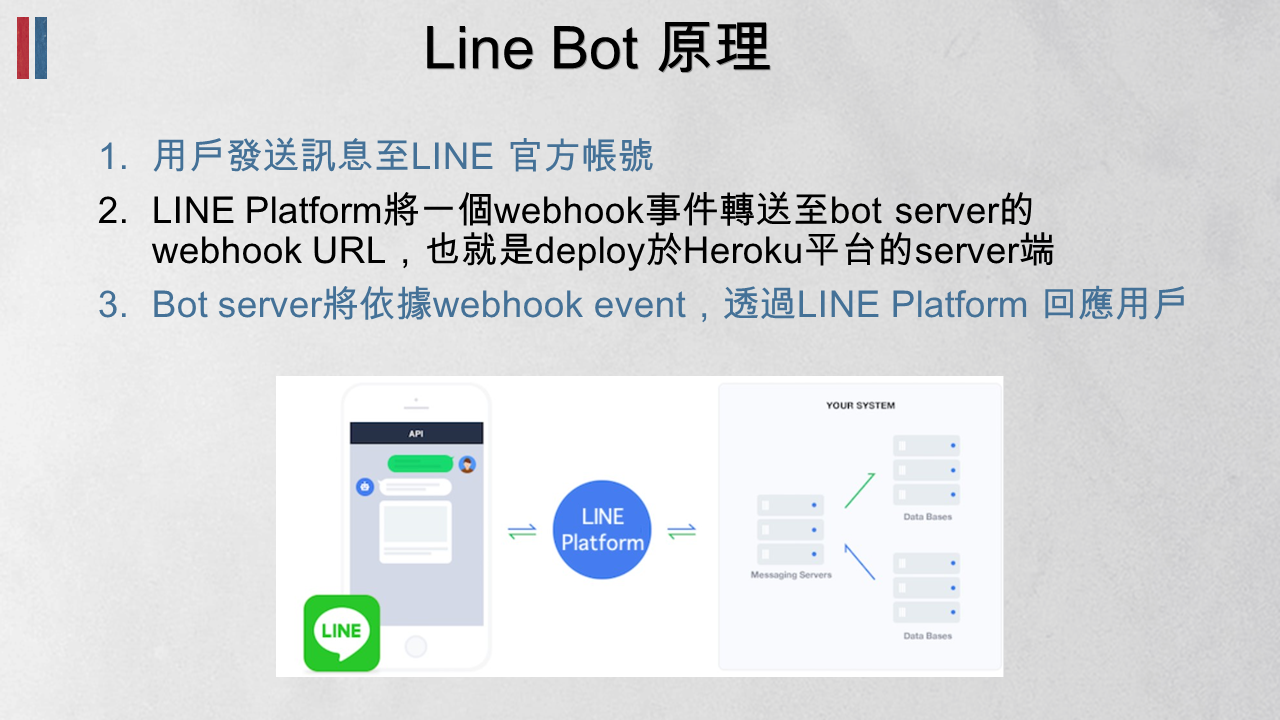 Line Bot 原理
1. 用戶發送訊息至LINE 官方帳號
2. LINE Platform將一個webhook事件轉送至bot server的
webhook URL，也就是deploy於Heroku平台的server端
3. Bot server將依據webhook event，透過LINE Platform 回應用戶
API
LINE
LINE
Platform
YOUR SYSTEM
Messaging Servers
Data Bases
Data Bases